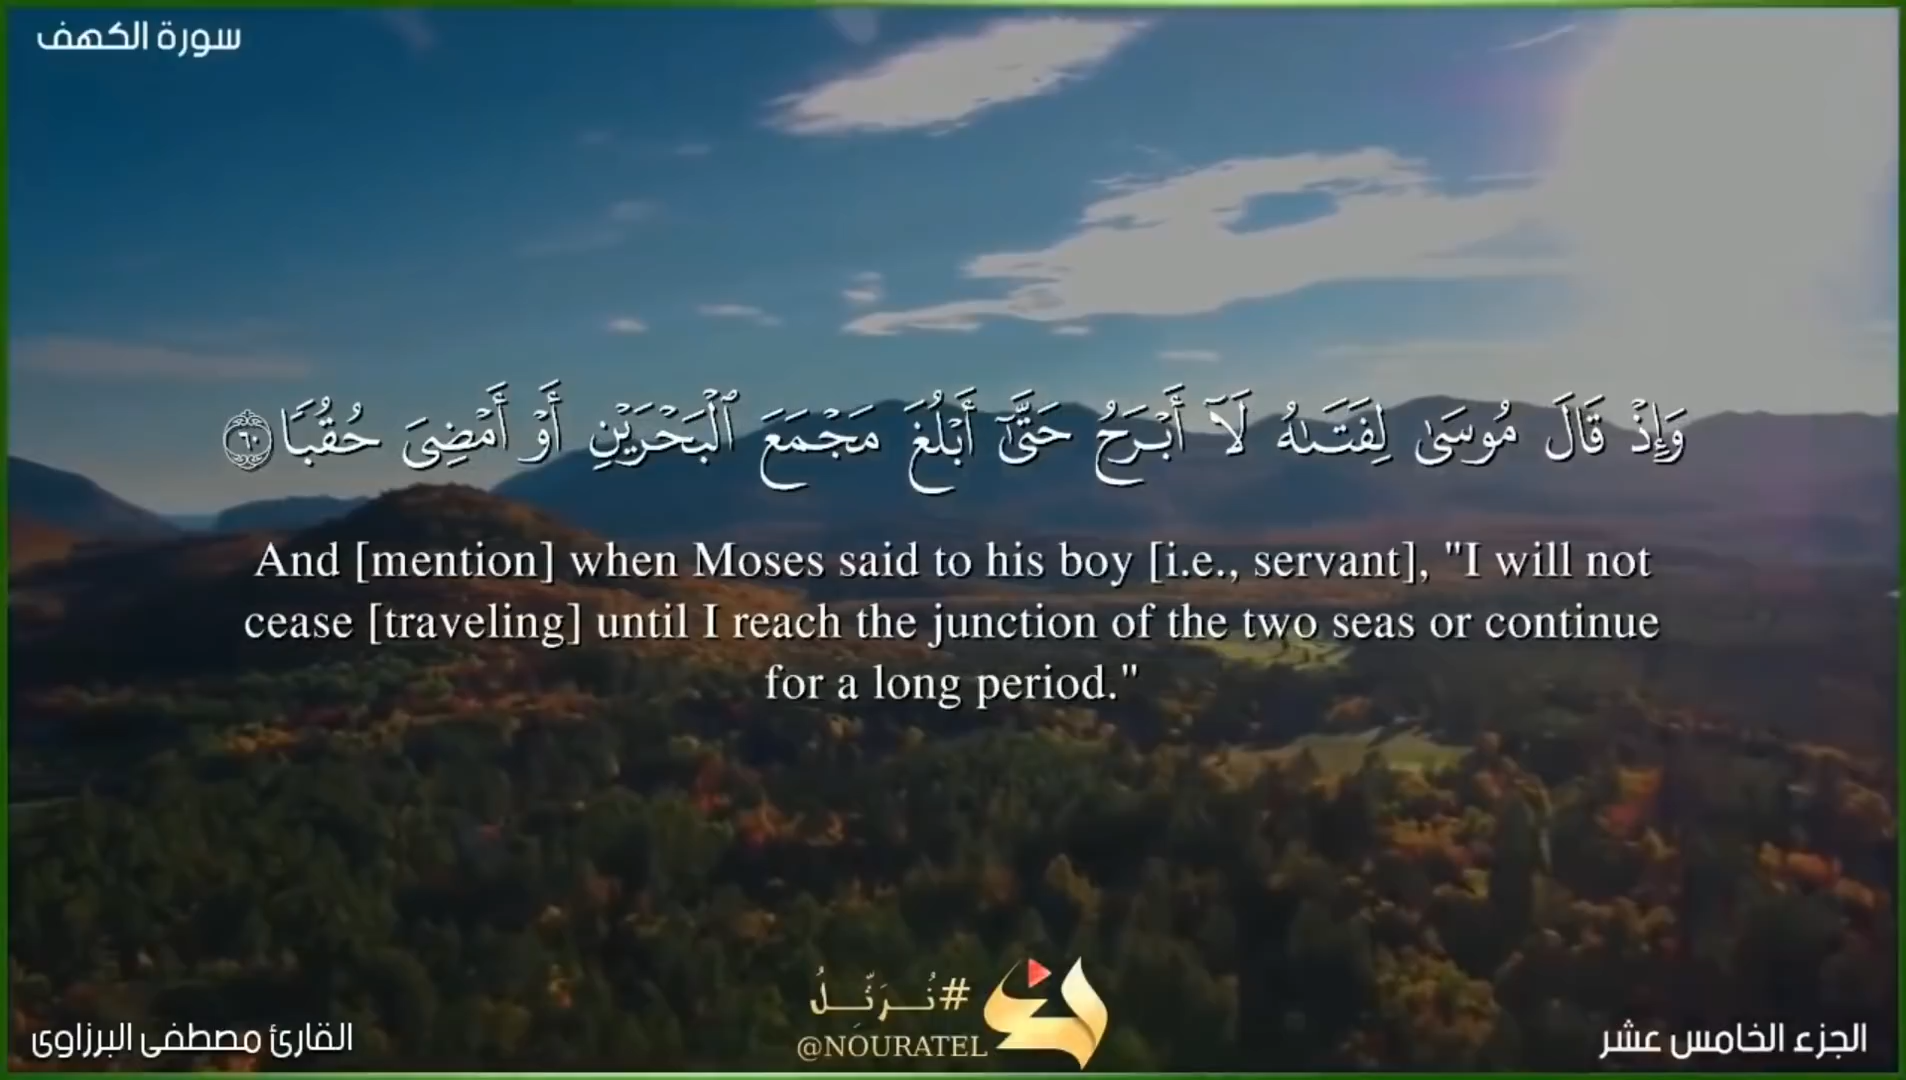 سورة الكهف
وَإِذْ قَالَ مُوسَىٰ لِفَتَىٰهُ لَآ أَبْرَحُ حَتَّىٰٓ أَبْلُغَ مَجْمَعَ ٱلْبَحْرَيْنِ أَوْ أَمْضِىَ حُقُبًا ٦٠
And [mention] when Moses said to his boy [i.e., servant], "I will not
cease [traveling] until I reach the junction of the two seas or continue
for a long period."
#نُرَتِّلُ
@NOURATEL
الجزء الخامس عشر
القارئ مصطفى البرزاوى